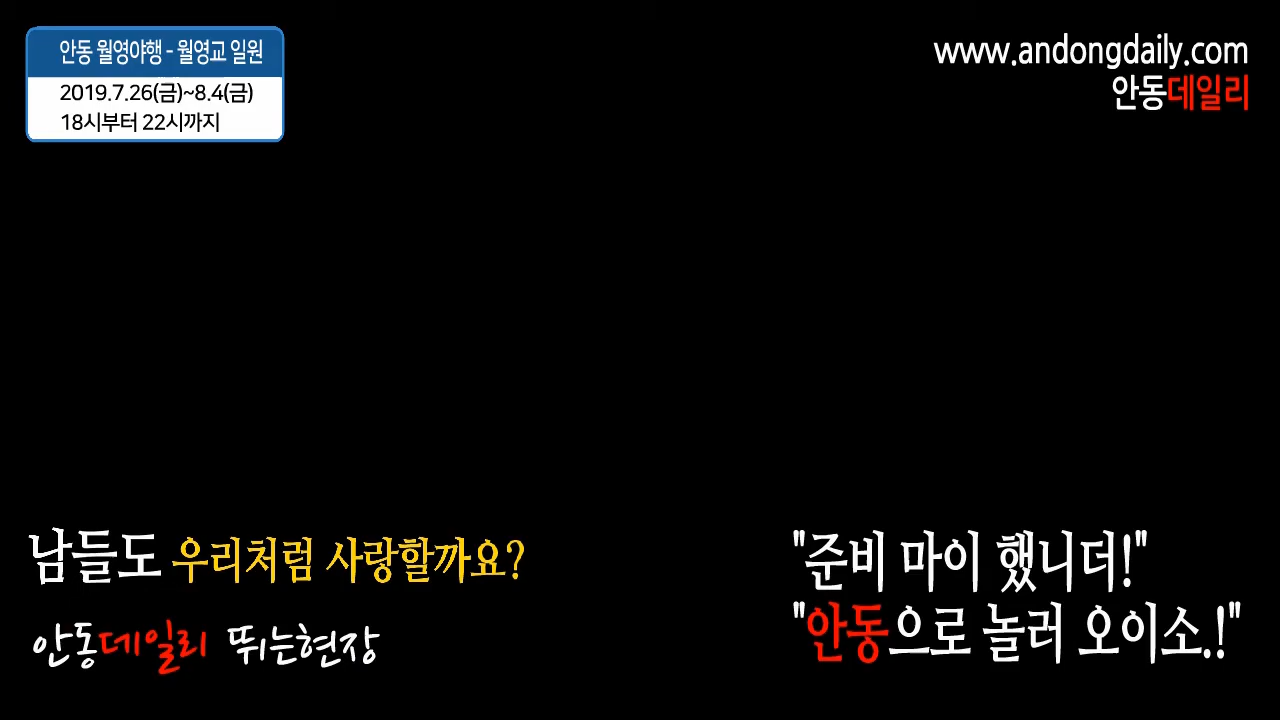 안동 월영야행 - 월영교 일원
2019.7.26(금)~8.4(금)
18시부터 22시까지
www.andongdaily.com
안동데일리
남들도 우리처럼 사랑할까요?
안동데일리 뛰는현장
"준비 마이 했니더!"
"안동으로 놀러 오이소.!"